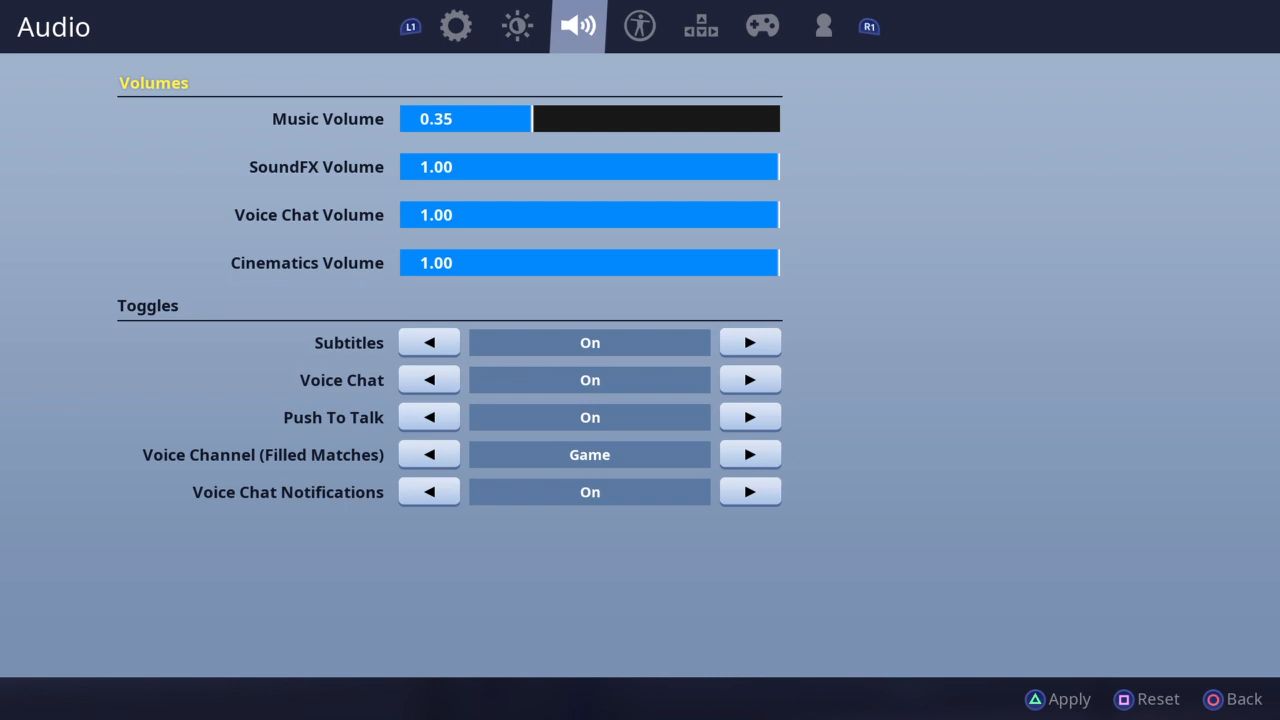 Audio
L1
R1
Volumes
Music Volume 0.35
SoundFX Volume 1.00
Voice Chat Volume 1.00
Cinematics Volume 1.00
Toggles
Subtitles On
Voice Chat On
Push To Talk On
Voice Channel (Filled Matches) Game
Voice Chat Notifications On
Apply Reset Back